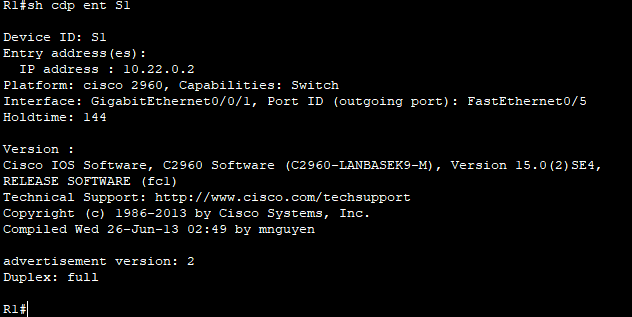 R1#sh cdp ent S1
Device ID: S1
Entry address(es):
IP address : 10.22.0.2
Platform: cisco 2960, Capabilities: Switch
Interface: GigabitEthernet0/0/1, Port ID (outgoing port): FastEthernet0/5
Holdtime: 144
Version :
Cisco IOS Software, C2960 Software (C2960-LANBASEK9-M), Version 15.0(2)SE4,
RELEASE SOFTWARE (fc1)
Technical Support: http://www.cisco.com/techsupport
Copyright (c) 1986-2013 by Cisco Systems, Inc.
Compiled Wed 26-Jun-13 02:49 by mnguyen
advertisement version: 2
Duplex: full
R1#